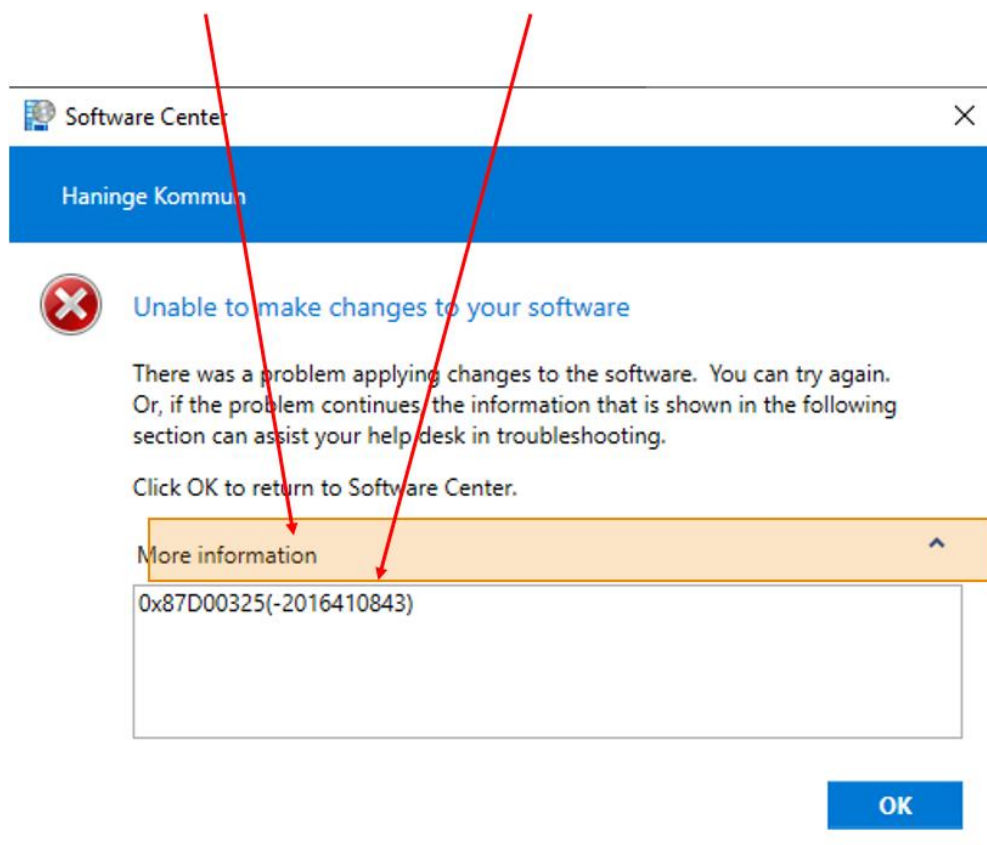 Software Center
Haninge Kommun
Unable to make changes to your software
There was a problem applying changes to the software.  You can try again.
Or, if the problem continues, the information that is shown in the following
section can assist your help desk in troubleshooting.
Click OK to return to Software Center.
More information
0x87D00325(-2016410843)
OK